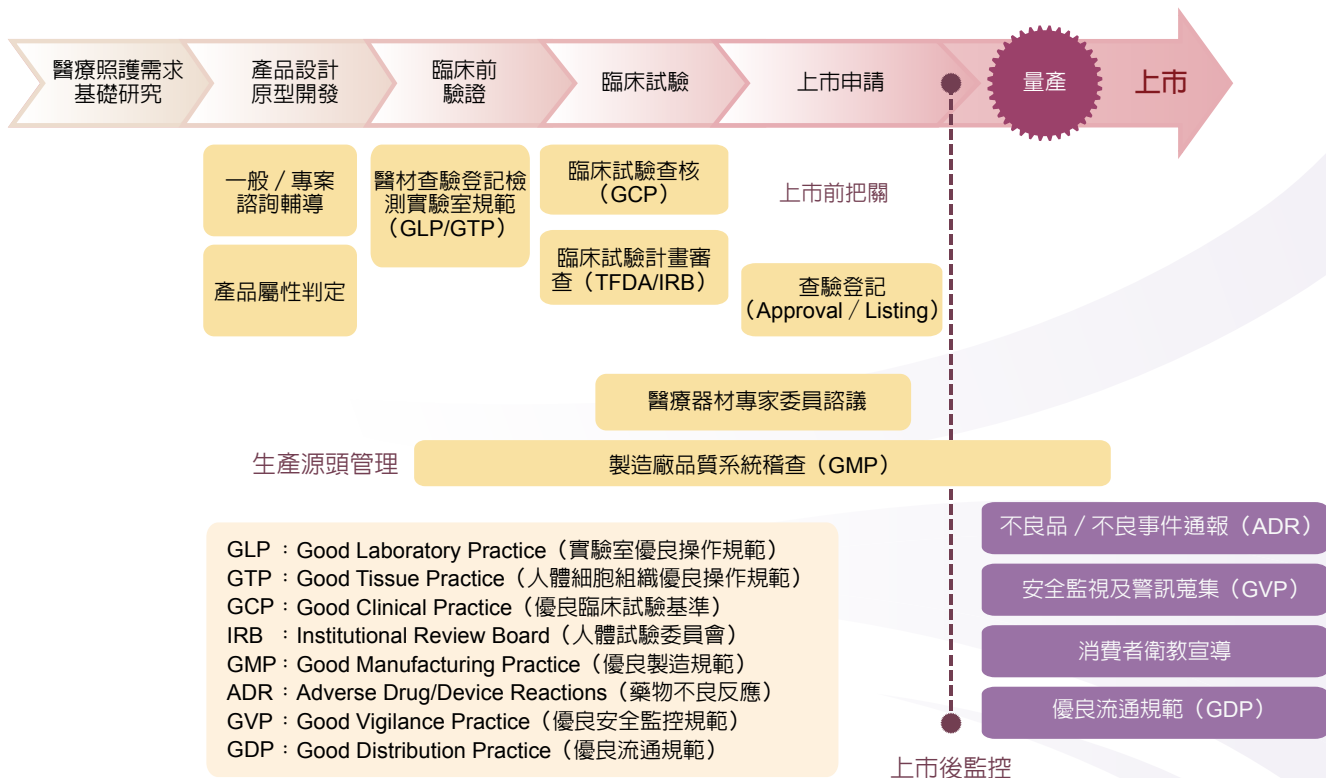 醫療照護需求
基礎研究
產品設計
原型開發
臨床前
驗證
臨床試驗
上市申請
量產
上市
一般／專案
諮詢輔導
產品屬性判定
醫材查驗登記檢
測實驗室規範
（GLP/GTP）
臨床試驗查核
（GCP）
臨床試驗計畫審
查（TFDA/IRB）
上市前把關
查驗登記
（Approval／Listing）
醫療器材專家委員諮議
生產源頭管理
製造廠品質系統稽查（GMP）
GLP：Good Laboratory Practice（實驗室優良操作規範）
GTP：Good Tissue Practice（人體細胞組織優良操作規範）
GCP：Good Clinical Practice（優良臨床試驗基準）
IRB：Institutional Review Board（人體試驗委員會）
GMP：Good Manufacturing Practice（優良製造規範）
ADR：Adverse Drug/Device Reactions（藥物不良反應）
GVP：Good Vigilance Practice（優良安全監控規範）
GDP：Good Distribution Practice（優良流通規範）
不良品／不良事件通報（ADR）
安全監視及警訊蒐集（GVP）
消費者衛教宣導
優良流通規範（GDP）
上市後監控